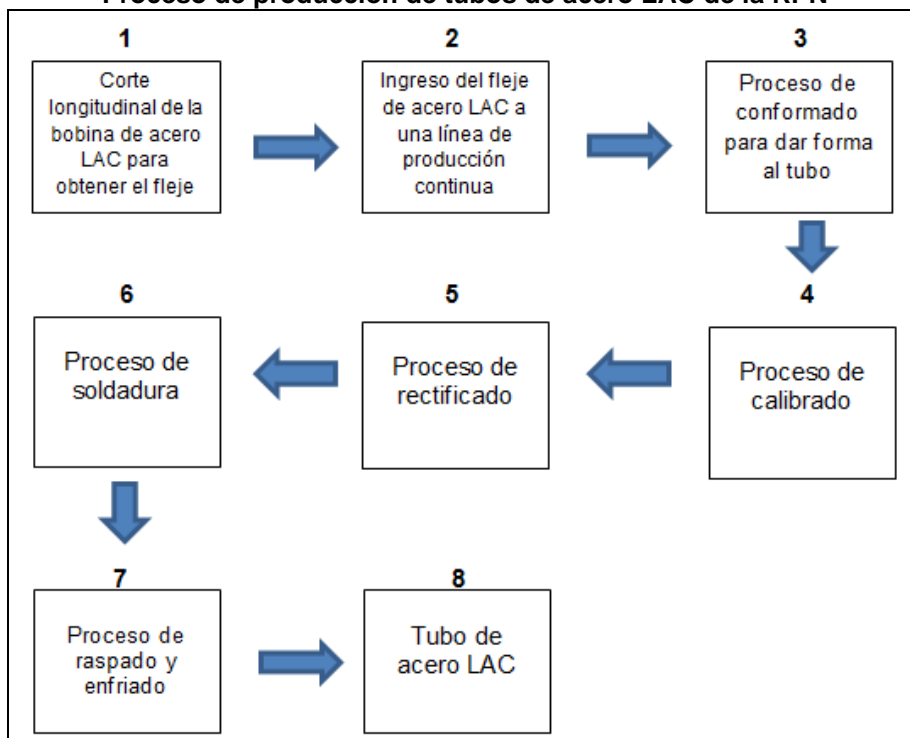 Proceso de producción de tubos de acero LAC de la RPN
1
Corte
longitudinal de la
bobina de acero
LAC para
obtener el fleje
2
Ingreso del fleje
de acero LAC a
una línea de
producción
continua
3
Proceso de
conformado
para dar forma
al tubo
4
Proceso de
calibrado
5
Proceso de
rectificado
6
Proceso de
soldadura
7
Proceso de
raspado y
enfriado
8
Tubo de
acero LAC